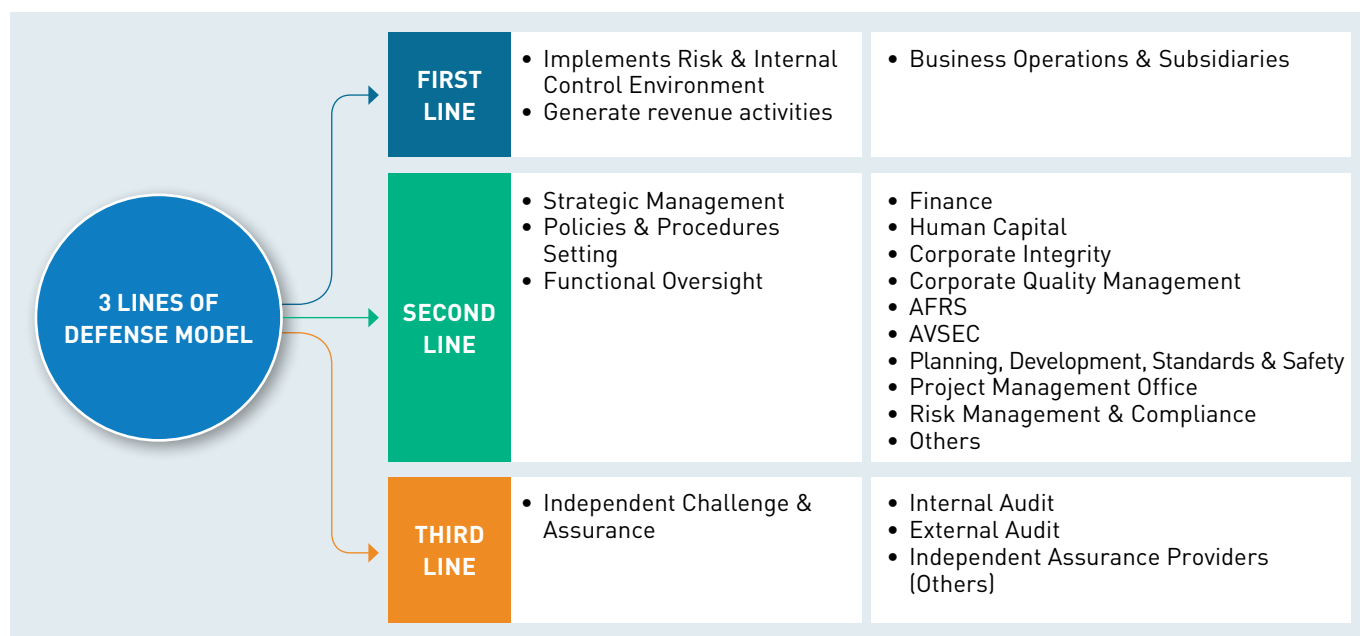 3 LINES OF
DEFENSE MODEL
FIRST
LINE
• Implements Risk & Internal
Control Environment
• Generate revenue activities
• Business Operations & Subsidiaries
SECOND
LINE
• Strategic Management
• Policies & Procedures
Setting
• Functional Oversight
• Finance
• Human Capital
• Corporate Integrity
• Corporate Quality Management
• AFRS
• AVSEC
• Planning, Development, Standards & Safety
• Project Management Office
• Risk Management & Compliance
• Others
THIRD
LINE
• Independent Challenge &
Assurance
• Internal Audit
• External Audit
• Independent Assurance Providers
(Others)